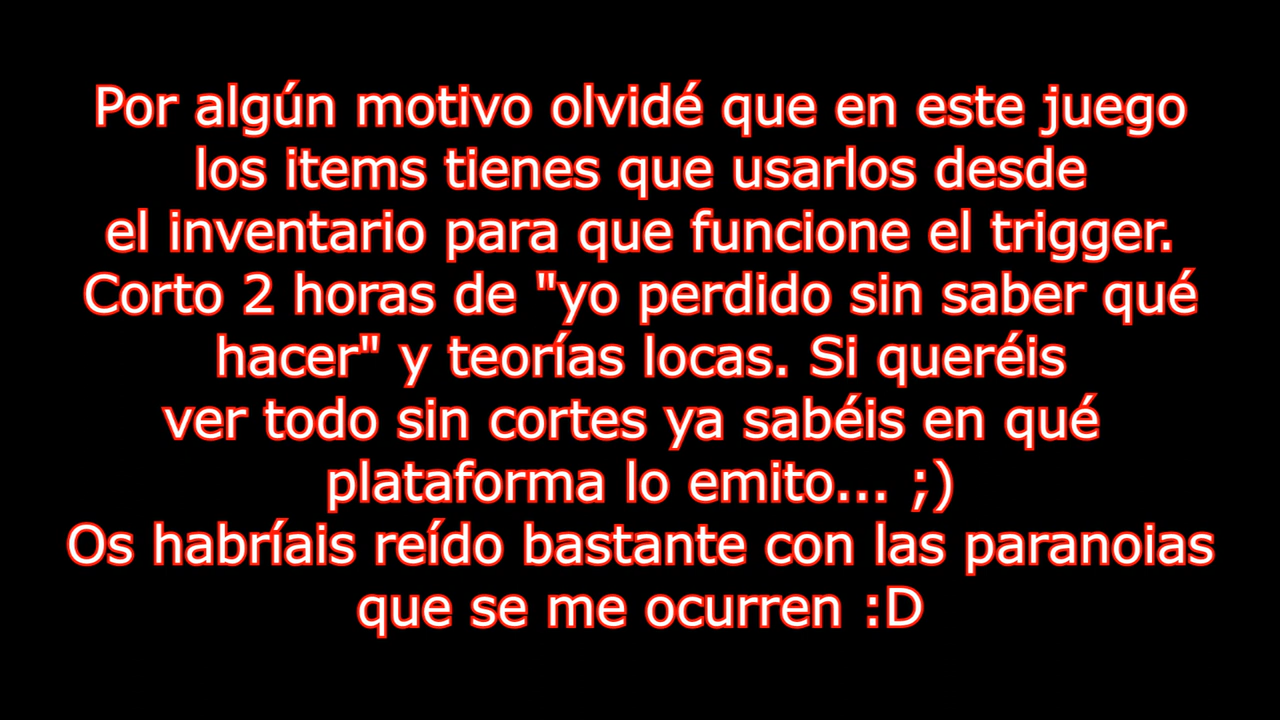 Por algún motivo olvidé que en este juego
los items tienes que usarlos desde
el inventario para que funcione el trigger.
Corto 2 horas de "yo perdido sin saber qué
hacer" y teorías locas. Si queréis
ver todo sin cortes ya sabéis en qué
plataforma lo emito... ;)
Os habríais reído bastante con las paranoias
que se me ocurren :D